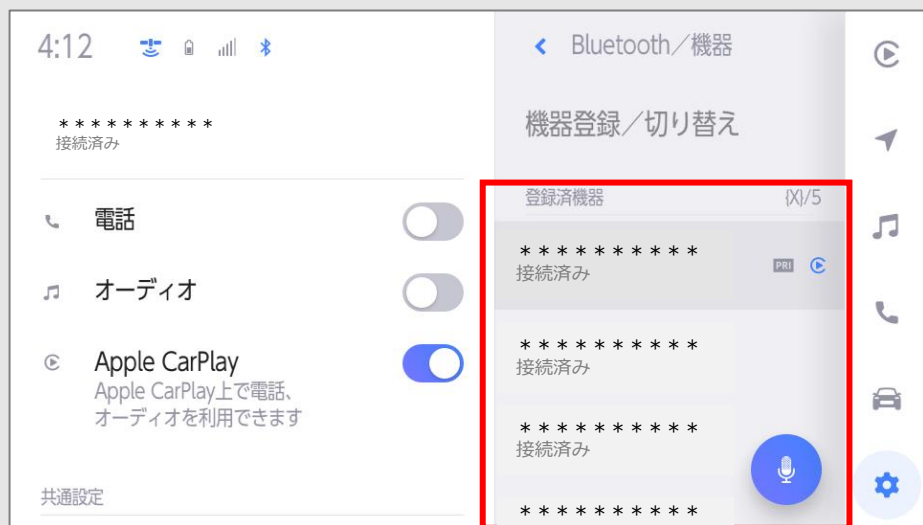 4:12
**********
接続済み
電話
オーディオ
Apple CarPlay
Apple CarPlay上で電話、
オーディオを利用できます
共通設定
Bluetooth／機器
機器登録／切り替え
登録済機器 {X}/5
**********
接続済み
PRI
**********
接続済み
**********
接続済み
**********